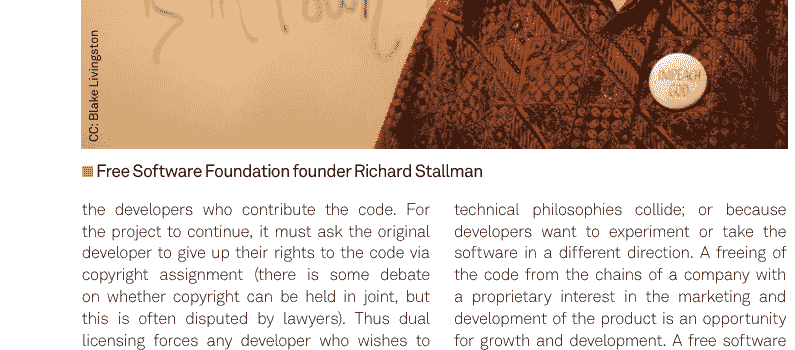 CC: Blake Livingston
IMPEACH
GOD
Free Software Foundation founder Richard Stallman
the developers who contribute the code. For
the project to continue, it must ask the original
developer to give up their rights to the code via
copyright assignment (there is some debate
on whether copyright can be held in joint, but
this is often disputed by lawyers). Thus dual
licensing forces any developer who wishes to
technical philosophies collide; or because
developers want to experiment or take the
software in a different direction. A freeing of
the code from the chains of a company with
a proprietary interest in the marketing and
development of the product is an opportunity
for growth and development. A free software